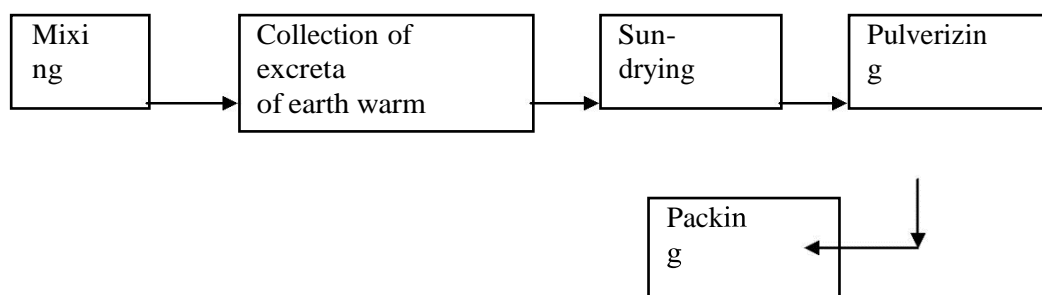 Mixi
ng
Collection of
excreta
of earth warm
Sun-
drying
Pulverizin
g
Packin
g